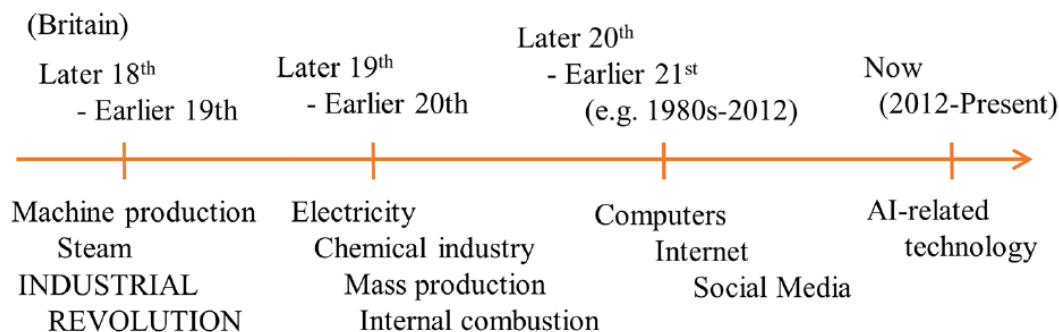 (Britain)
Later 18th
- Earlier 19th
Later 19th
- Earlier 20th
Later 20th
- Earlier 21st
(e.g. 1980s-2012)
Now
(2012-Present)
Machine production
Steam
INDUSTRIAL
REVOLUTION
Electricity
Chemical industry
Mass production
Internal combustion
Computers
Internet
Social Media
AI-related
technology